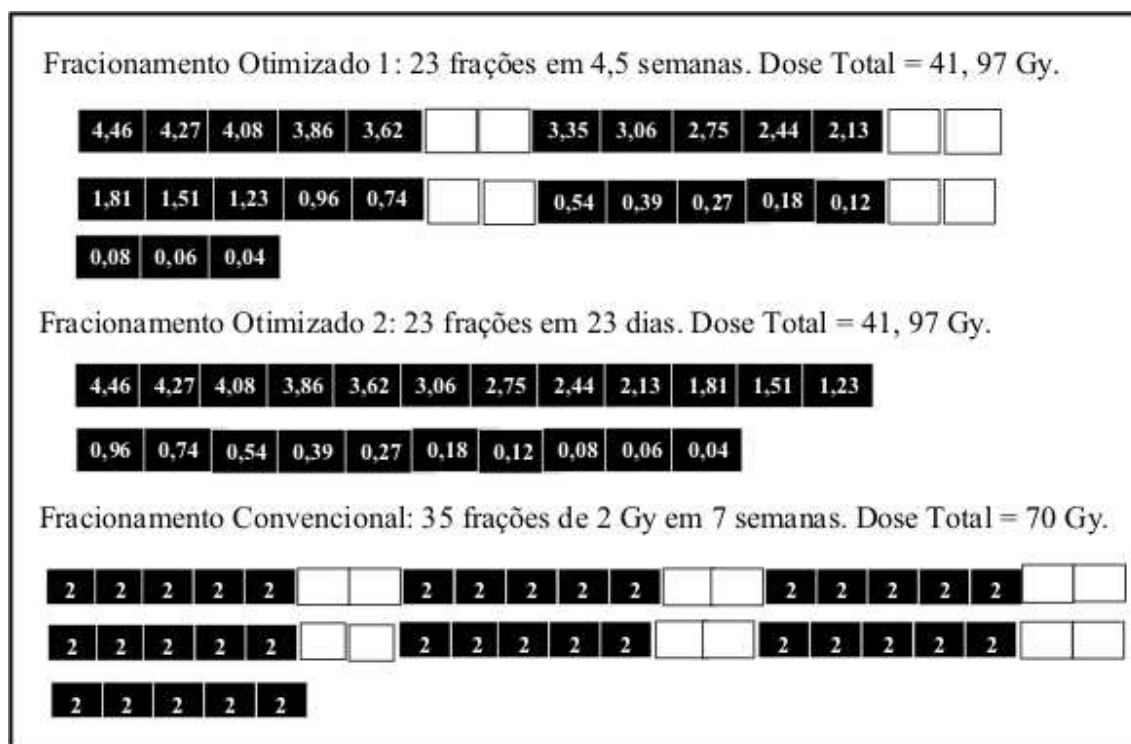 Fracionamento Otimizado 1: 23 frações em 4,5 semanas. Dose Total = 41, 97 Gy.
4,46 4,27 4,08 3,86 3,62 3,35 3,06 2,75 2,44 2,13
1,81 1,51 1,23 0,96 0,74 0,54 0,39 0,27 0,18 0,12
0,08 0,06 0,04
Fracionamento Otimizado 2: 23 frações em 23 dias. Dose Total = 41, 97 Gy.
4,46 4,27 4,08 3,86 3,62 3,06 2,75 2,44 2,13 1,81 1,51 1,23
0,96 0,74 0,54 0,39 0,27 0,18 0,12 0,08 0,06 0,04
Fracionamento Convencional: 35 frações de 2 Gy em 7 semanas. Dose Total = 70 Gy.
2 2 2 2 2 2 2 2 2 2 2 2 2 2 2
2 2 2 2 2 2 2 2 2 2 2 2 2 2 2
2 2 2 2 2